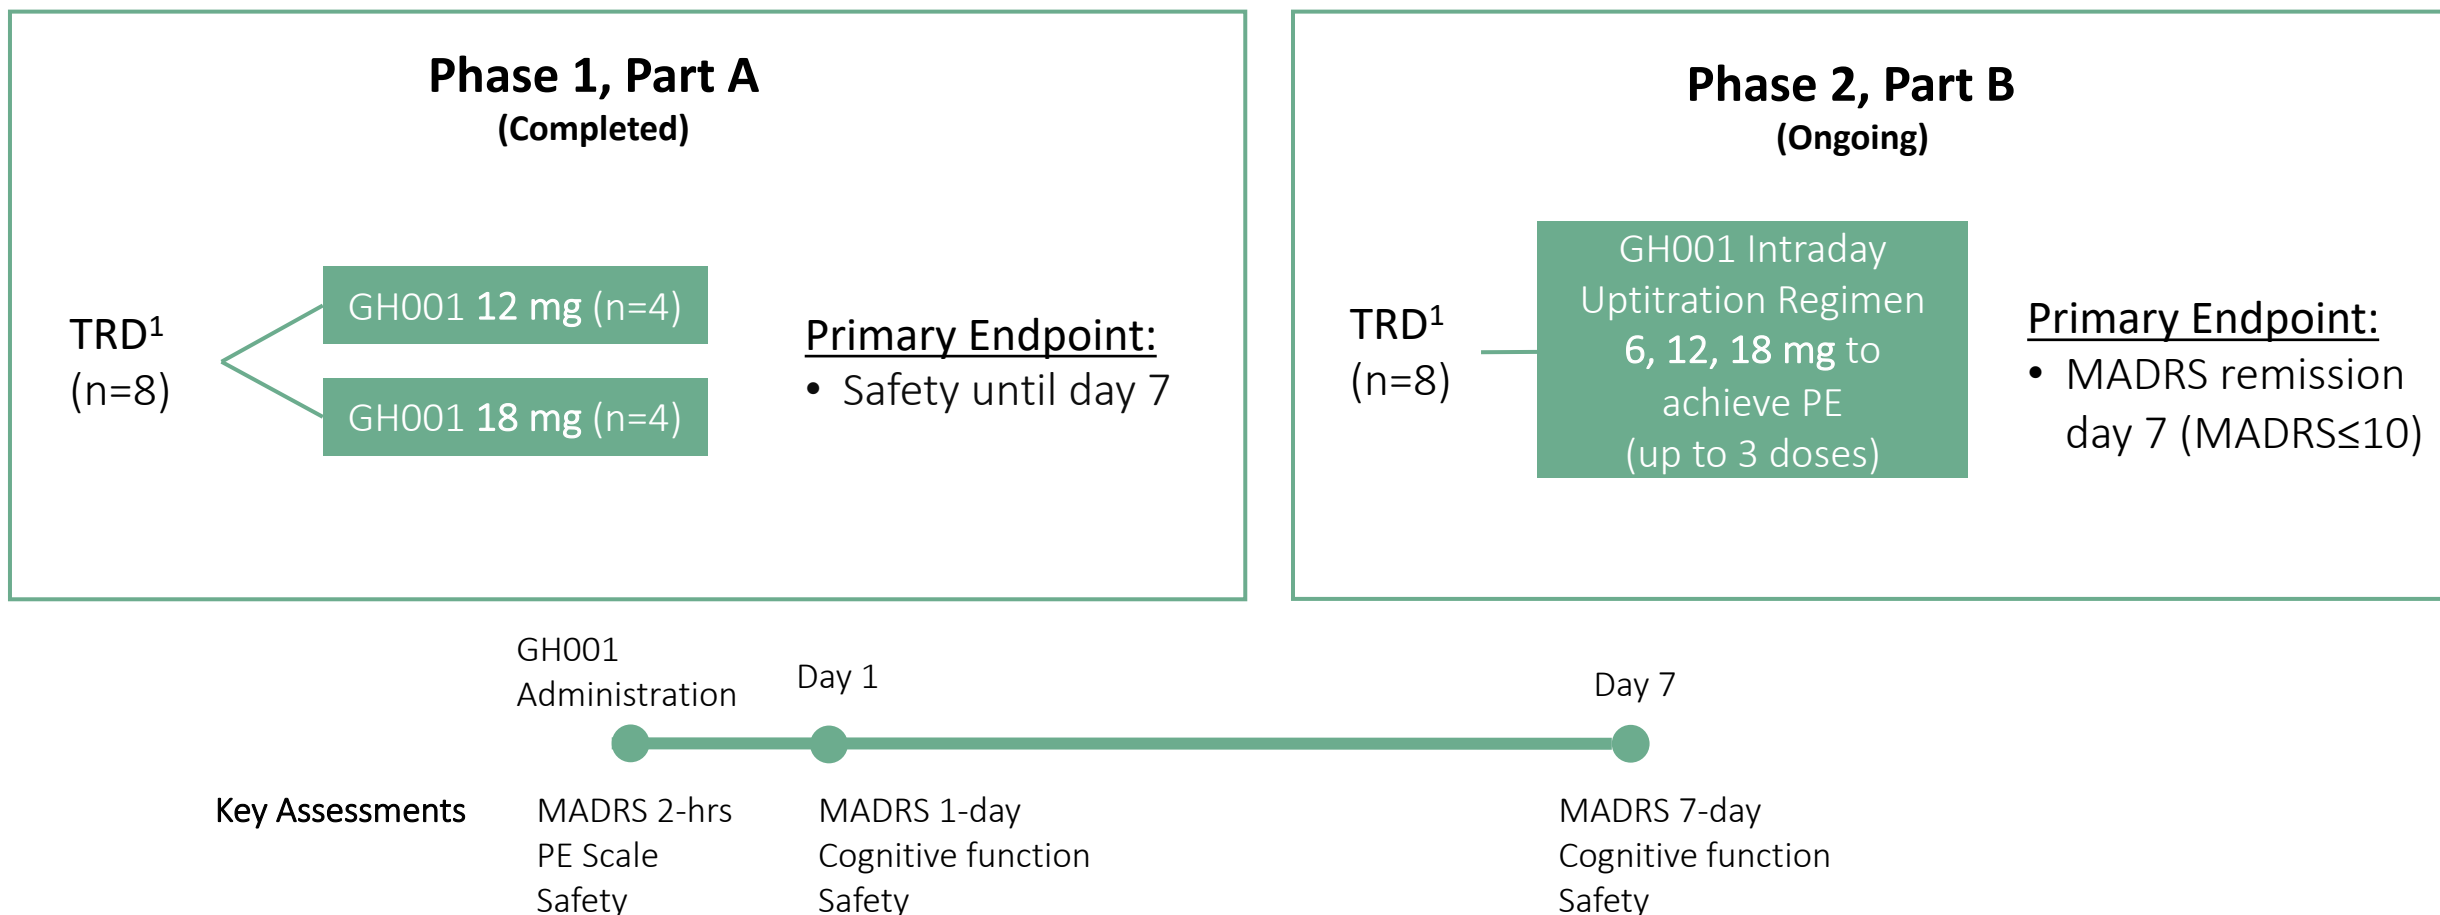 Phase 1, Part A
(Completed)
TRD¹
(n=8)
GH001 12 mg (n=4)
GH001 18 mg (n=4)
Primary Endpoint:
• Safety until day 7
Phase 2, Part B
(Ongoing)
TRD¹
(n=8)
GH001 Intraday
Uptitration Regimen
6, 12, 18 mg to
achieve PE
(up to 3 doses)
Primary Endpoint:
• MADRS remission
day 7 (MADRS≤10)
GH001
Administration
Day 1
Day 7
Key Assessments
MADRS 2-hrs
PE Scale
Safety
MADRS 1-day
Cognitive function
Safety
MADRS 7-day
Cognitive function
Safety